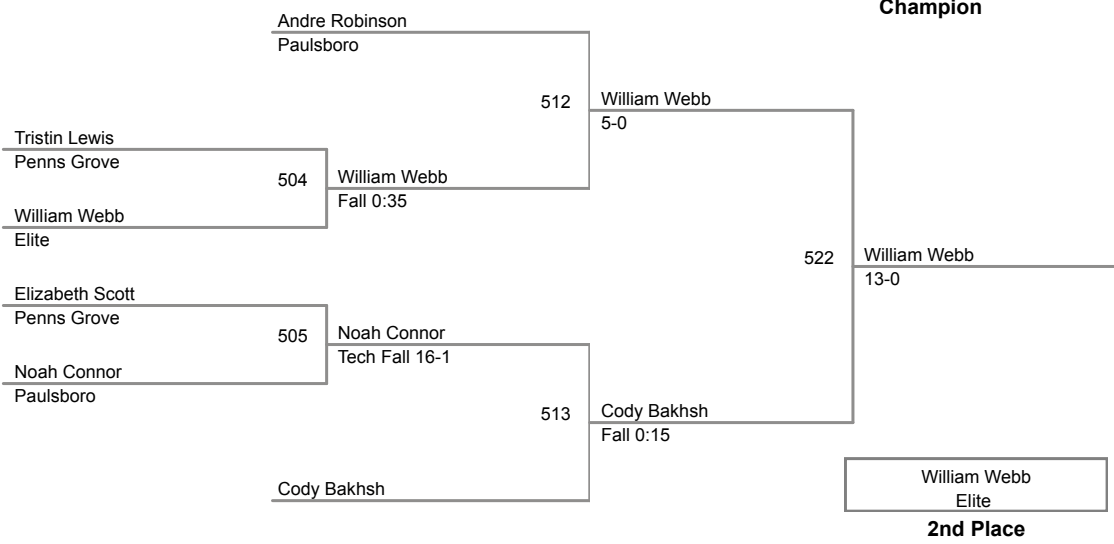 Champion
Andre Robinson
Paulsboro
512
William Webb
5-0
Tristin Lewis
Penns Grove
504
William Webb
Fall 0:35
William Webb
Elite
522
William Webb
13-0
Elizabeth Scott
Penns Grove
505
Noah Connor
Tech Fall 16-1
Noah Connor
Paulsboro
513
Cody Bakhsh
Fall 0:15
Cody Bakhsh
William Webb
Elite
2nd Place